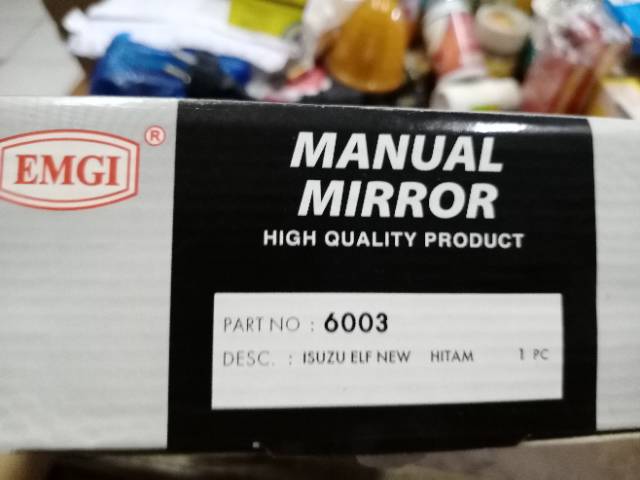 EMGI ®
MANUAL
MIRROR
HIGH QUALITY PRODUCT
PART NO : 6003
DESC. : ISUZU ELF NEW HITAM 1 PC